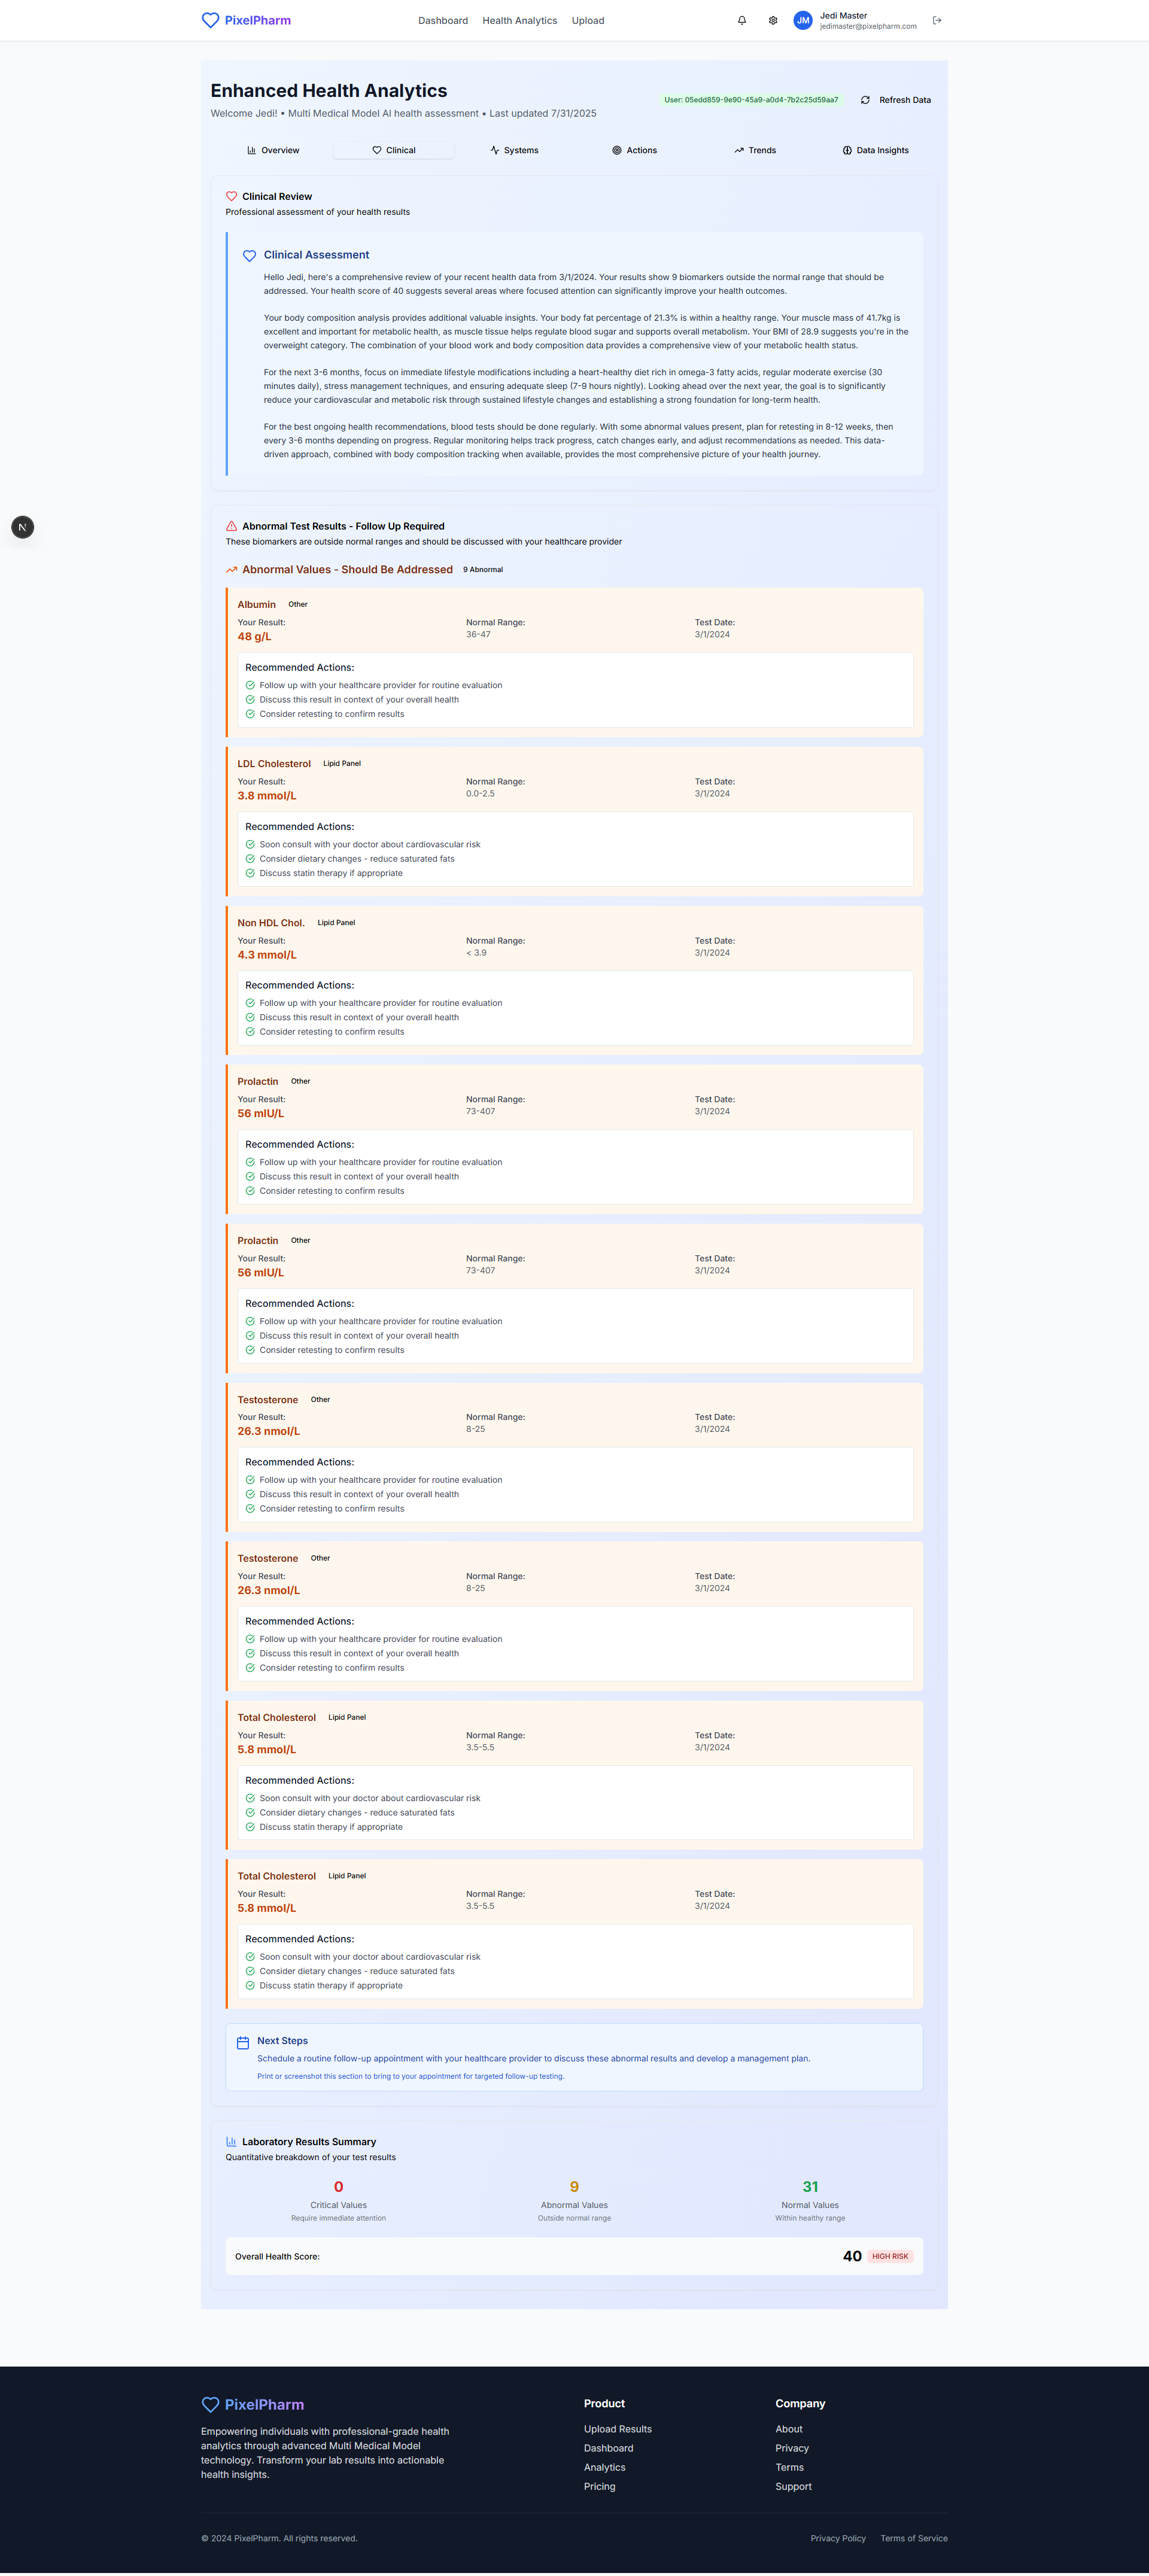 PixelPharm
Dashboard
Health Analytics
Upload
JM
Jedi Master
jedimaster@pixelpharm.com
Enhanced Health Analytics
Welcome Jedi! • Multi Medical Model AI health assessment • Last updated 7/31/2025
User: 05edd859-9e90-45a9-a0d4-7b2c25d59aa7
Refresh Data
Overview
Clinical
Systems
Actions
Trends
Data Insights
Clinical Review
Professional assessment of your health results
Clinical Assessment
Hello Jedi, here's a comprehensive review of your recent health data from 3/1/2024. Your results show 9 biomarkers outside the normal range that should be
addressed. Your health score of 40 suggests several areas where focused attention can significantly improve your health outcomes.
Your body composition analysis provides additional valuable insights. Your body fat percentage of 21.3% is within a healthy range. Your muscle mass of 41.7kg is
excellent and important for metabolic health, as muscle tissue helps regulate blood sugar and supports overall metabolism. Your BMI of 28.9 suggests you're in the
overweight category. The combination of your blood work and body composition data provides a comprehensive view of your metabolic health status.
For the next 3-6 months, focus on immediate lifestyle modifications including a heart-healthy diet rich in omega-3 fatty acids, regular moderate exercise (30
minutes daily), stress management techniques, and ensuring adequate sleep (7-9 hours nightly). Looking ahead over the next year, the goal is to significantly
reduce your cardiovascular and metabolic risk through sustained lifestyle changes and establishing a strong foundation for long-term health.
For the best ongoing health recommendations, blood tests should be done regularly. With some abnormal values present, plan for retesting in 8-12 weeks, then
every 3-6 months depending on progress. Regular monitoring helps track progress, catch changes early, and adjust recommendations as needed. This data-
driven approach, combined with body composition tracking when available, provides the most comprehensive picture of your health journey.
N
Abnormal Test Results - Follow Up Required
These biomarkers are outside normal ranges and should be discussed with your healthcare provider
Abnormal Values - Should Be Addressed
9 Abnormal
Albumin
Other
Your Result:
48 g/L
Normal Range:
36-47
Test Date:
3/1/2024
Recommended Actions:
Follow up with your healthcare provider for routine evaluation
Discuss this result in context of your overall health
Consider retesting to confirm results
LDL Cholesterol
Lipid Panel
Your Result:
3.8 mmol/L
Normal Range:
0.0-2.5
Test Date:
3/1/2024
Recommended Actions:
Soon consult with your doctor about cardiovascular risk
Consider dietary changes - reduce saturated fats
Discuss statin therapy if appropriate
Non HDL Chol.
Lipid Panel
Your Result:
4.3 mmol/L
Normal Range:
< 3.9
Test Date:
3/1/2024
Recommended Actions:
Follow up with your healthcare provider for routine evaluation
Discuss this result in context of your overall health
Consider retesting to confirm results
Prolactin
Other
Your Result:
56 mIU/L
Normal Range:
73-407
Test Date:
3/1/2024
Recommended Actions:
Follow up with your healthcare provider for routine evaluation
Discuss this result in context of your overall health
Consider retesting to confirm results
Prolactin
Other
Your Result:
56 mIU/L
Normal Range:
73-407
Test Date:
3/1/2024
Recommended Actions:
Follow up with your healthcare provider for routine evaluation
Discuss this result in context of your overall health
Consider retesting to confirm results
Testosterone
Other
Your Result:
26.3 nmol/L
Normal Range:
8-25
Test Date:
3/1/2024
Recommended Actions:
Follow up with your healthcare provider for routine evaluation
Discuss this result in context of your overall health
Consider retesting to confirm results
Testosterone
Other
Your Result:
26.3 nmol/L
Normal Range:
8-25
Test Date:
3/1/2024
Recommended Actions:
Follow up with your healthcare provider for routine evaluation
Discuss this result in context of your overall health
Consider retesting to confirm results
Total Cholesterol
Lipid Panel
Your Result:
5.8 mmol/L
Normal Range:
3.5-5.5
Test Date:
3/1/2024
Recommended Actions:
Soon consult with your doctor about cardiovascular risk
Consider dietary changes - reduce saturated fats
Discuss statin therapy if appropriate
Total Cholesterol
Lipid Panel
Your Result:
5.8 mmol/L
Normal Range:
3.5-5.5
Test Date:
3/1/2024
Recommended Actions:
Soon consult with your doctor about cardiovascular risk
Consider dietary changes - reduce saturated fats
Discuss statin therapy if appropriate
Next Steps
Schedule a routine follow-up appointment with your healthcare provider to discuss these abnormal results and develop a management plan.
Print or screenshot this section to bring to your appointment for targeted follow-up testing.
Laboratory Results Summary
Quantitative breakdown of your test results
0
Critical Values
Require immediate attention
9
Abnormal Values
Outside normal range
31
Normal Values
Within healthy range
Overall Health Score:
40
HIGH RISK
PixelPharm
Empowering individuals with professional-grade health
analytics through advanced Multi Medical Model
technology. Transform your lab results into actionable
health insights.
Product
Upload Results
Dashboard
Analytics
Pricing
Company
About
Privacy
Terms
Support
© 2024 PixelPharm. All rights reserved.
Privacy Policy
Terms of Service